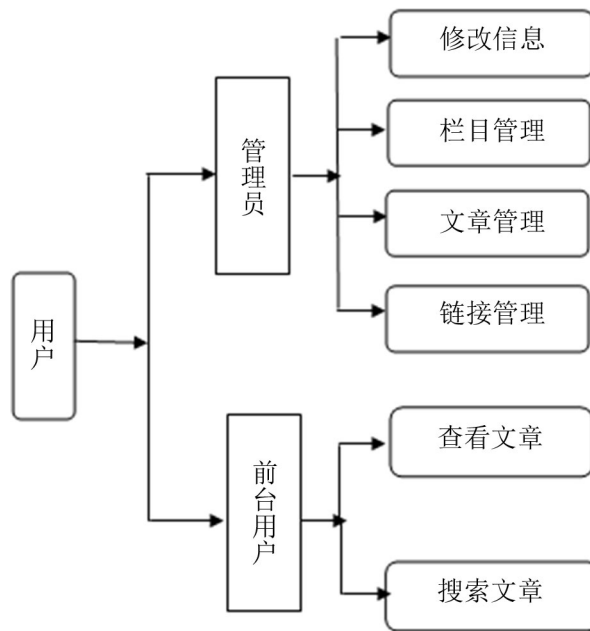 用户
管理员
修改信息
栏目管理
文章管理
链接管理
前台用户
查看文章
搜索文章